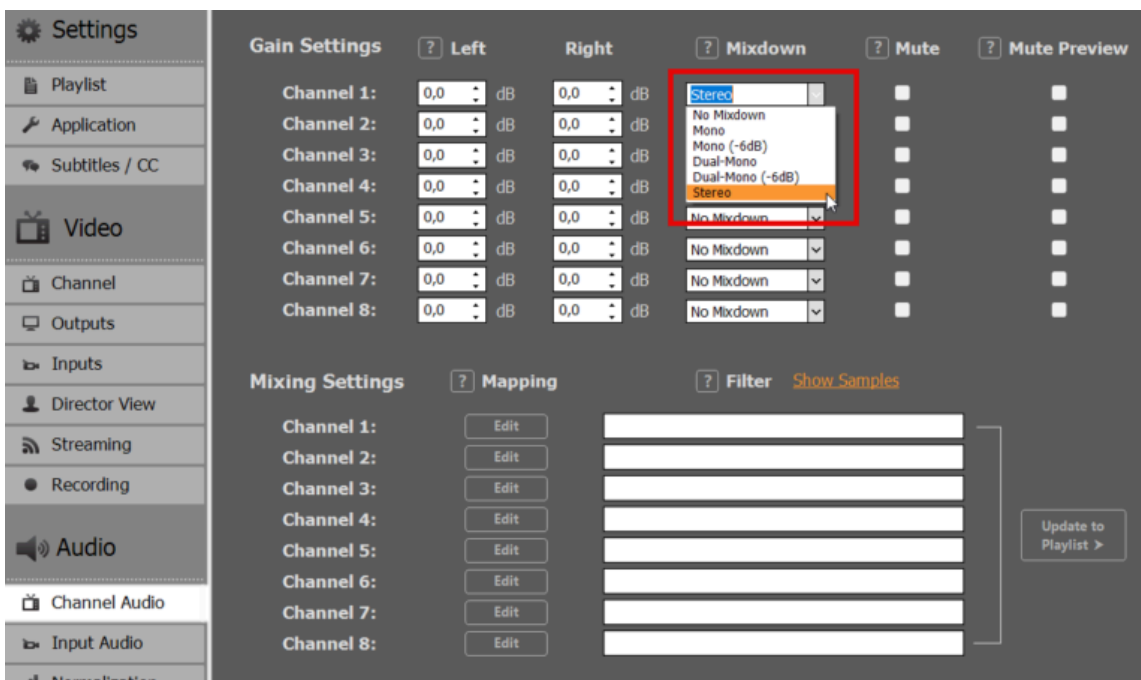 Settings
Playlist
Application
Subtitles / CC
Video
Channel
Outputs
Inputs
Director View
Streaming
Recording
Audio
Channel Audio
Input Audio
Normalization
Gain Settings ? Left Right ? Mixdown ? Mute ? Mute Preview
Channel 1: 0,0 dB 0,0 dB Stereo
No Mixdown
Mono
Mono (-6dB)
Dual-Mono
Dual-Mono (-6dB)
Stereo
Channel 2: 0,0 dB 0,0 dB
Channel 3: 0,0 dB 0,0 dB
Channel 4: 0,0 dB 0,0 dB
Channel 5: 0,0 dB 0,0 dB No Mixdown
Channel 6: 0,0 dB 0,0 dB No Mixdown
Channel 7: 0,0 dB 0,0 dB No Mixdown
Channel 8: 0,0 dB 0,0 dB No Mixdown
Mixing Settings ? Mapping ? Filter Show Samples
Channel 1: Edit
Channel 2: Edit
Channel 3: Edit
Channel 4: Edit
Channel 5: Edit
Channel 6: Edit
Channel 7: Edit
Channel 8: Edit
Update to
Playlist ➤